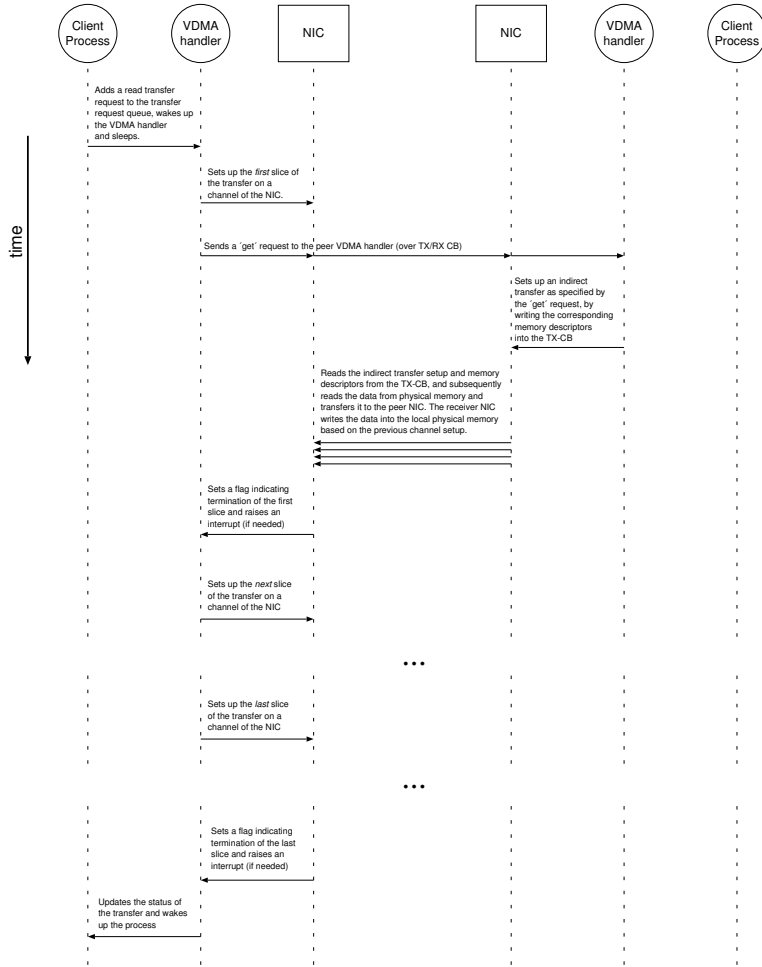 Client
Process
VDMA
handler
NIC
NIC
VDMA
handler
Client
Process
Adds a read transfer
request to the transfer
request queue, wakes up
the VDMA handler
and sleeps.
time
Sets up the first slice of
the transfer on a
channel of the NIC.
Sends a ´get´ request to the peer VDMA handler (over TX/RX CB)
Sets up an indirect
transfer as specified by
the ´get´ request, by
writing the corresponding
memory descriptors
into the TX-CB
Reads the indirect transfer setup and memory
descriptors from the TX-CB, and subsequently
reads the data from physical memory and
transfers it to the peer NIC. The receiver NIC
writes the data into the local physical memory
based on the previous channel setup.
Sets a flag indicating
termination of the first
slice and raises an
interrupt (if needed)
Sets up the next slice
of the transfer on a
channel of the NIC
...
Sets up the last slice
of the transfer on a
channel of the NIC
...
Sets a flag indicating
termination of the last
slice and raises an
interrupt (if needed)
Updates the status of
the transfer and wakes
up the process